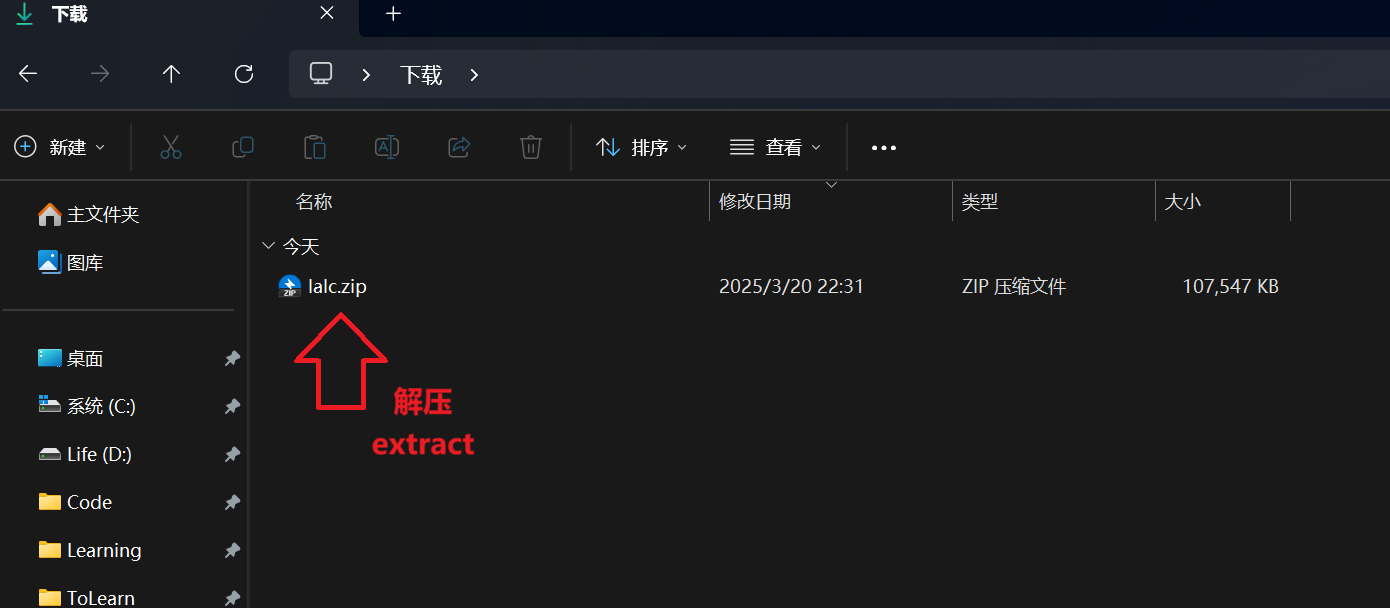 下载
下载
新建
排序
查看
名称
修改日期
类型
大小
今天
lalc.zip
2025/3/20 22:31
ZIP 压缩文件
107,547 KB
ZIP
解压
extract
主文件夹
图库
桌面
系统 (C:)
Life (D:)
Code
Learning
ToLearn